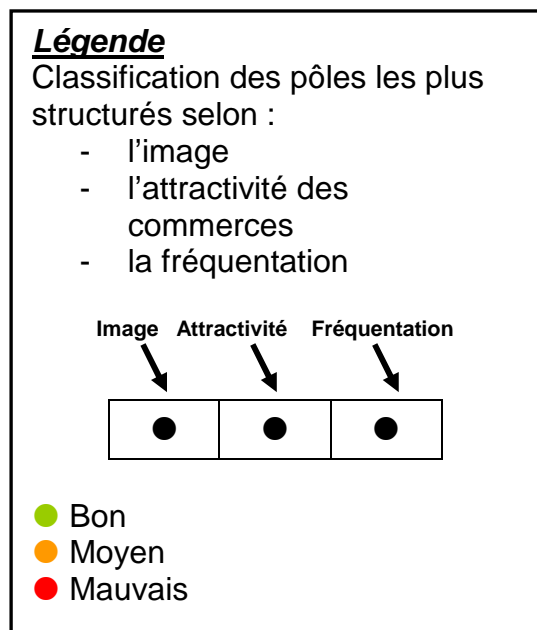 Légende
Classification des pôles les plus
structurés selon :
- l'image
- l'attractivité des
commerces
- la fréquentation
Image Attractivité Fréquentation
Bon
Moyen
Mauvais